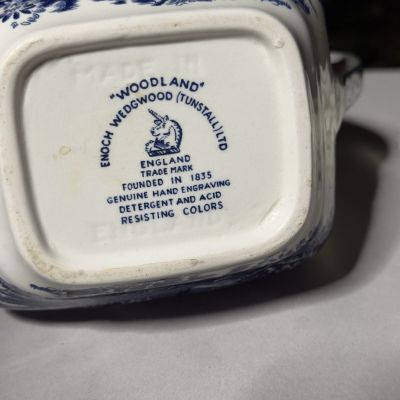 MADE IN
"WOODLAND"
ENOCH WEDGWOOD (TUNSTALL) LTD
ENGLAND
TRADE MARK
FOUNDED IN 1835
GENUINE HAND ENGRAVING
DETERGENT AND ACID
RESISTING COLORS
ENGLAND